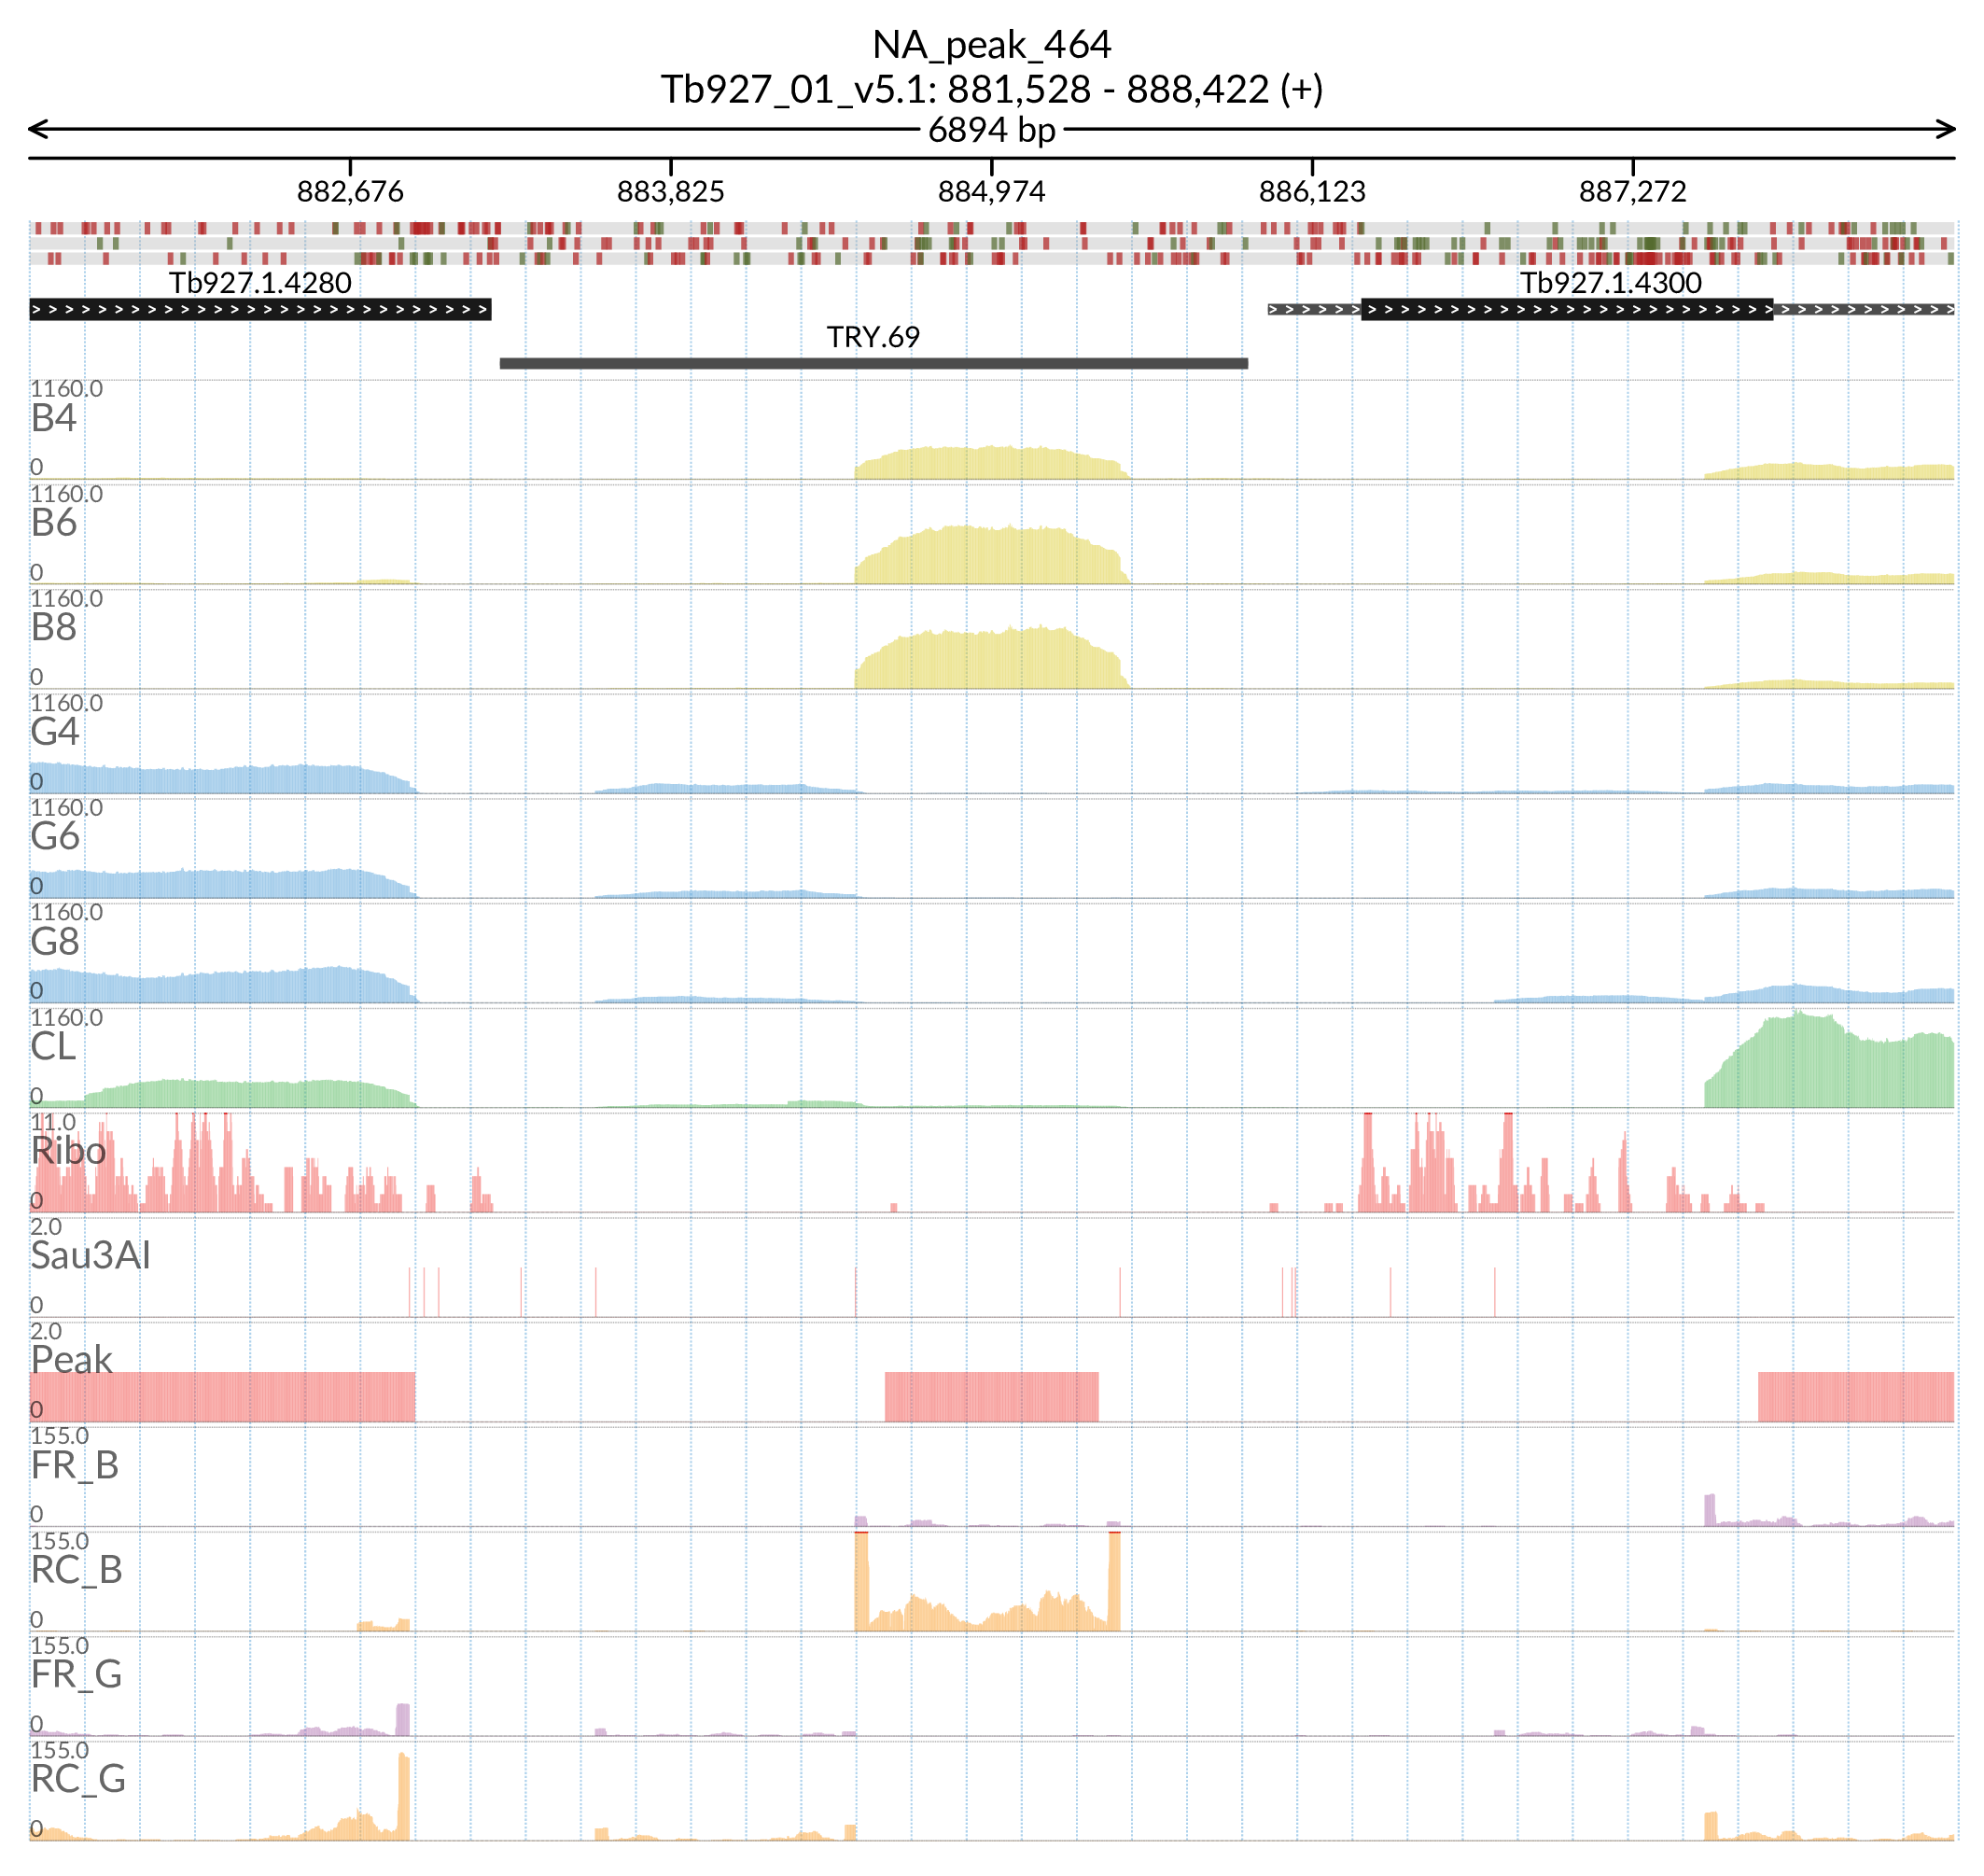 NA_peak_464
Tb927_01_v5.1: 881,528 - 888,422 (+)
6894 bp
882,676 883,825 884,974 886,123 887,272
Tb927.1.4280 Tb927.1.4300
TRY.69
1160.0
B4
0
1160.0
B6
0
1160.0
B8
0
1160.0
G4
0
1160.0
G6
0
1160.0
G8
0
1160.0
CL
0
11.0
Ribo
0
2.0
Sau3AI
0
2.0
Peak
0
155.0
FR_B
0
155.0
RC_B
0
155.0
FR_G
0
155.0
RC_G
0